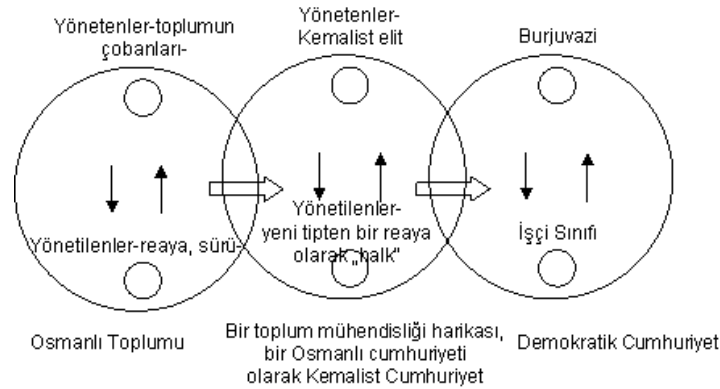 Yönetenler-toplumun
çobanları-
Yönetenler-
Kemalist elit
Burjuvazi
Yönetilenler-reaya, sürü-
Yönetilenler-
yeni tipten bir reaya
olarak „halk”
İşçi Sınıfı
Osmanlı Toplumu
Bir toplum mühendisliği harikası,
bir Osmanlı cumhuriyeti
olarak Kemalist Cumhuriyet
Demokratik Cumhuriyet